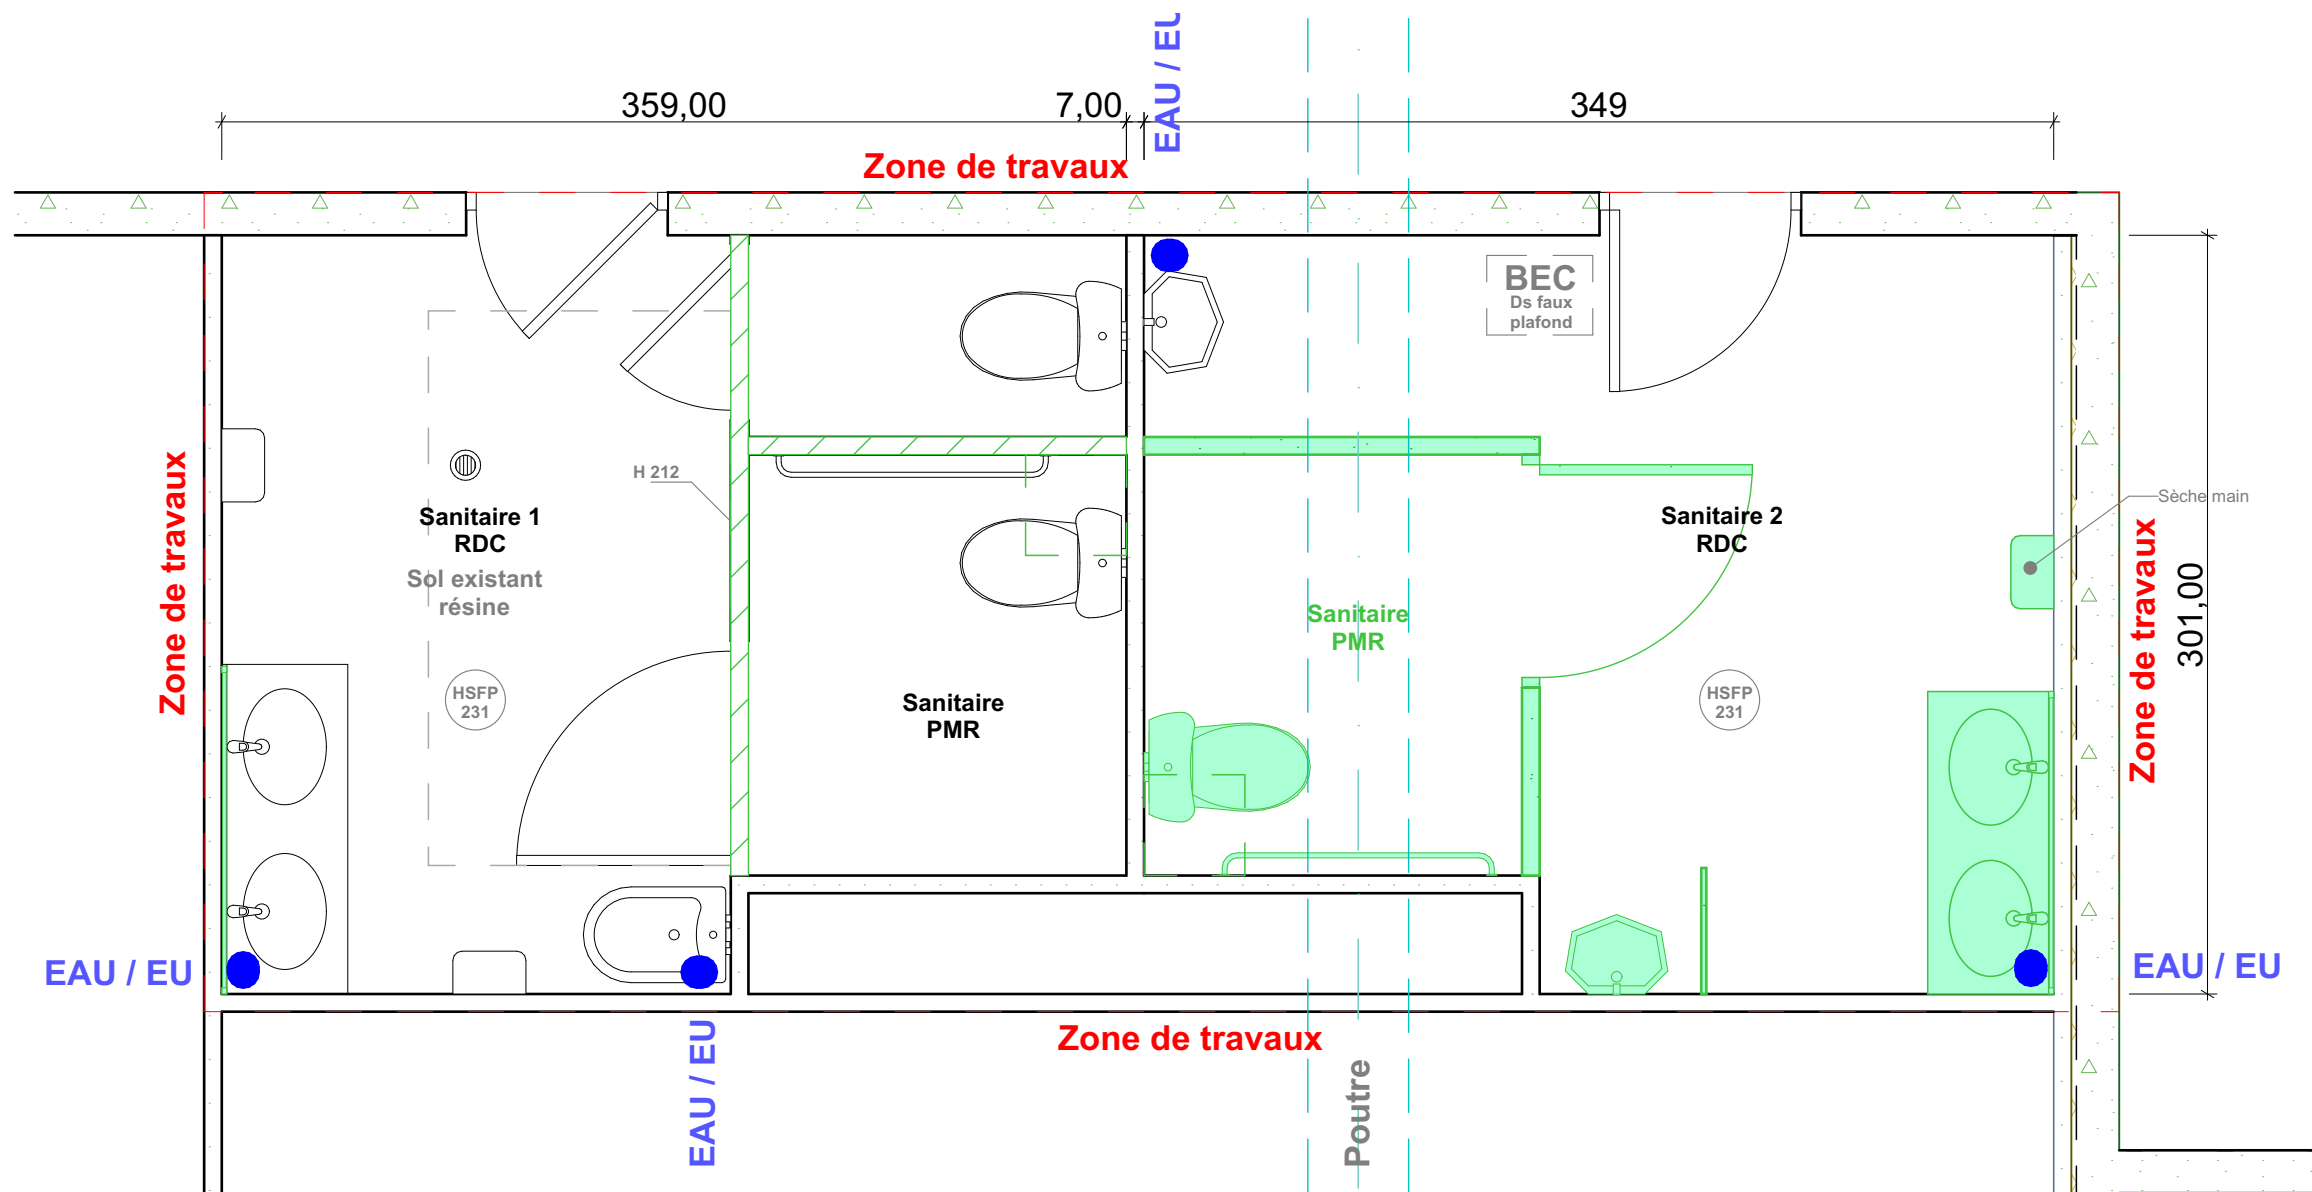 359,00
7,00
EAU / EU
349
Zone de travaux
BEC
Ds faux
plafond
Zone de travaux
H 212
Sanitaire 1
RDC
Sol existant
résine
HSFP
231
Sanitaire
PMR
Sanitaire
PMR
Sanitaire 2
RDC
HSFP
231
Sèche main
Zone de travaux
301,00
EAU / EU
EAU / EU
EAU / EU
Zone de travaux
Poutre